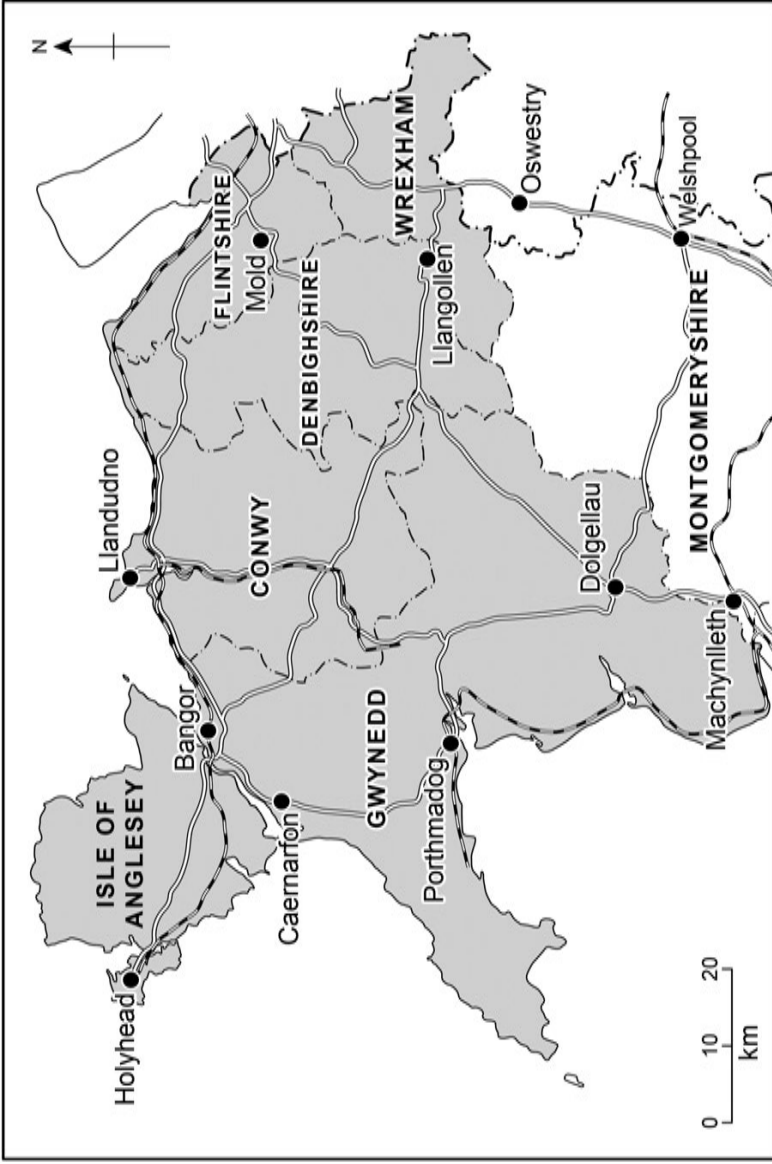 N
Llandudno
Bangor
ISLE OF
ANGLESEY
Holyhead
FLINTSHIRE
Mold
CONWY
Caernarfon
DENBIGHSHIRE
WREXHAM
GWYNEDD
Llangollen
Porthmadog
Oswestry
Dolgellau
Welshpool
MONTGOMERYSHIRE
Machynlleth
0 10 20
km